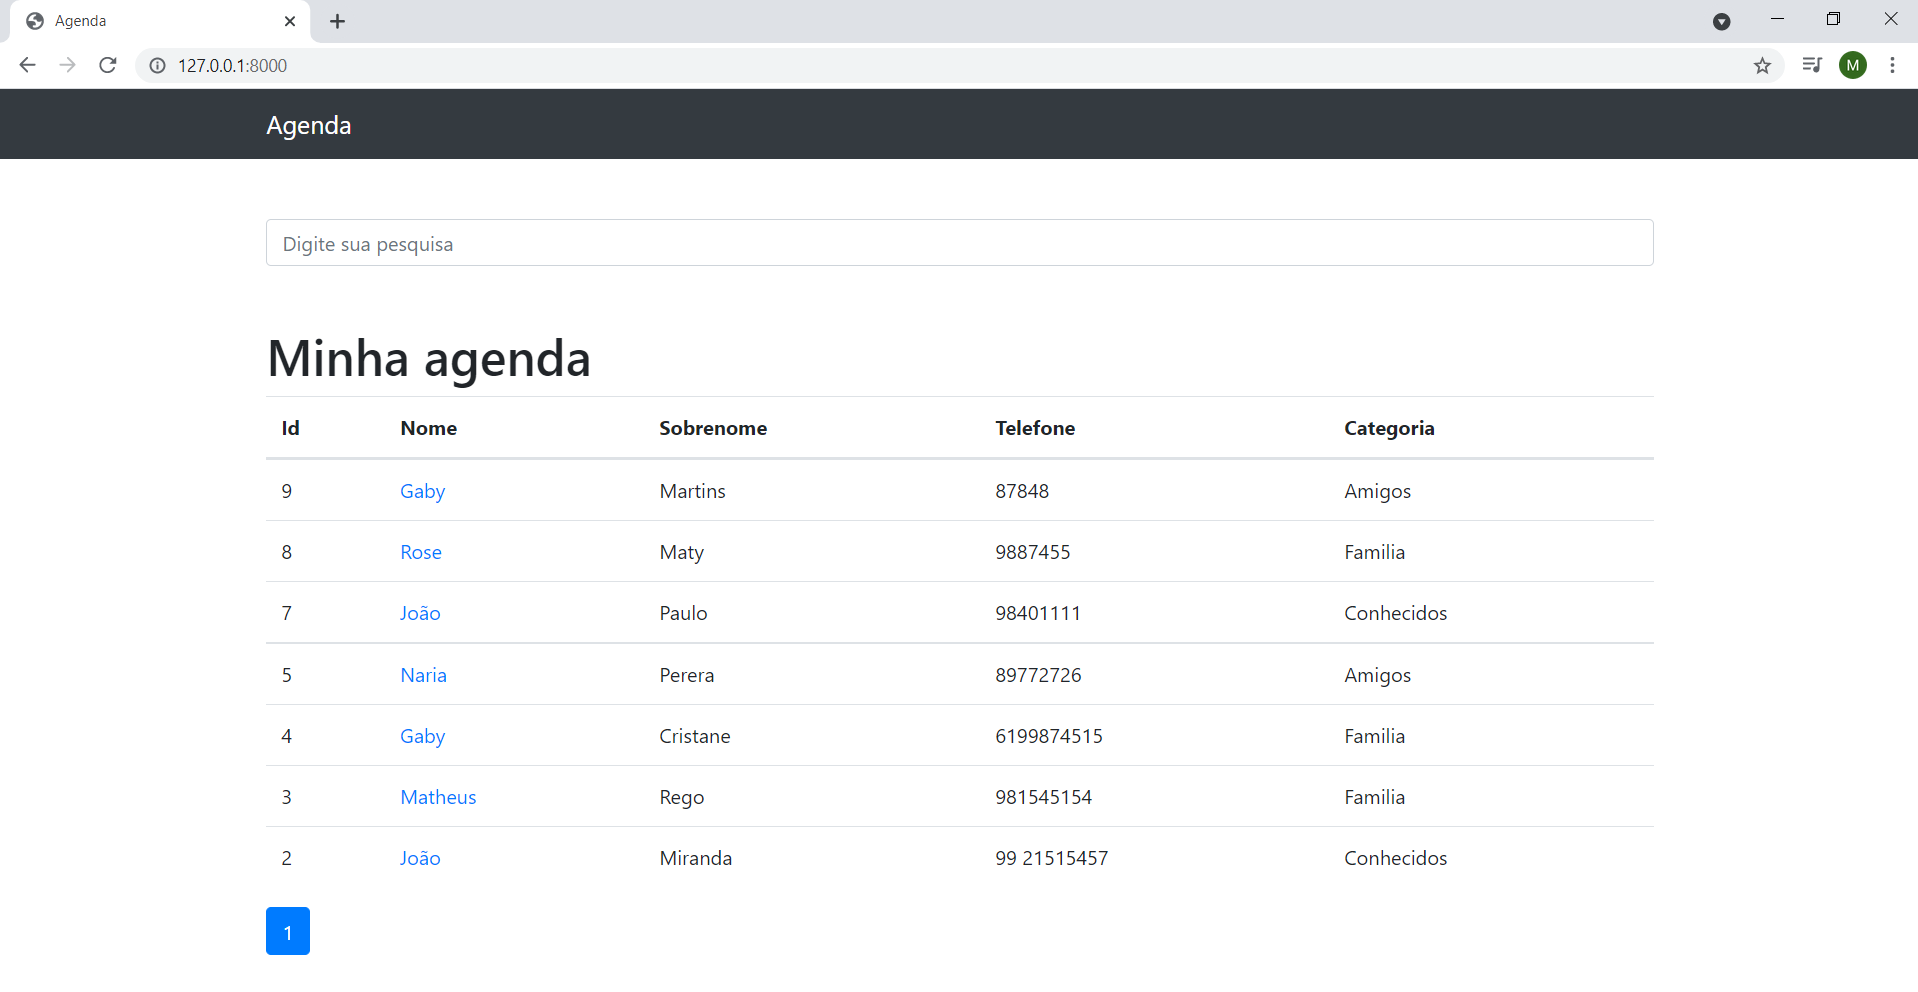 Agenda
127.0.0.1:8000
M
Agenda
Digite sua pesquisa
Minha agenda
Id Nome Sobrenome Telefone Categoria
9 Gaby Martins 87848 Amigos
8 Rose Maty 9887455 Familia
7 João Paulo 98401111 Conhecidos
5 Naria Perera 89772726 Amigos
4 Gaby Cristane 6199874515 Familia
3 Matheus Rego 981545154 Familia
2 João Miranda 99 21515457 Conhecidos
1